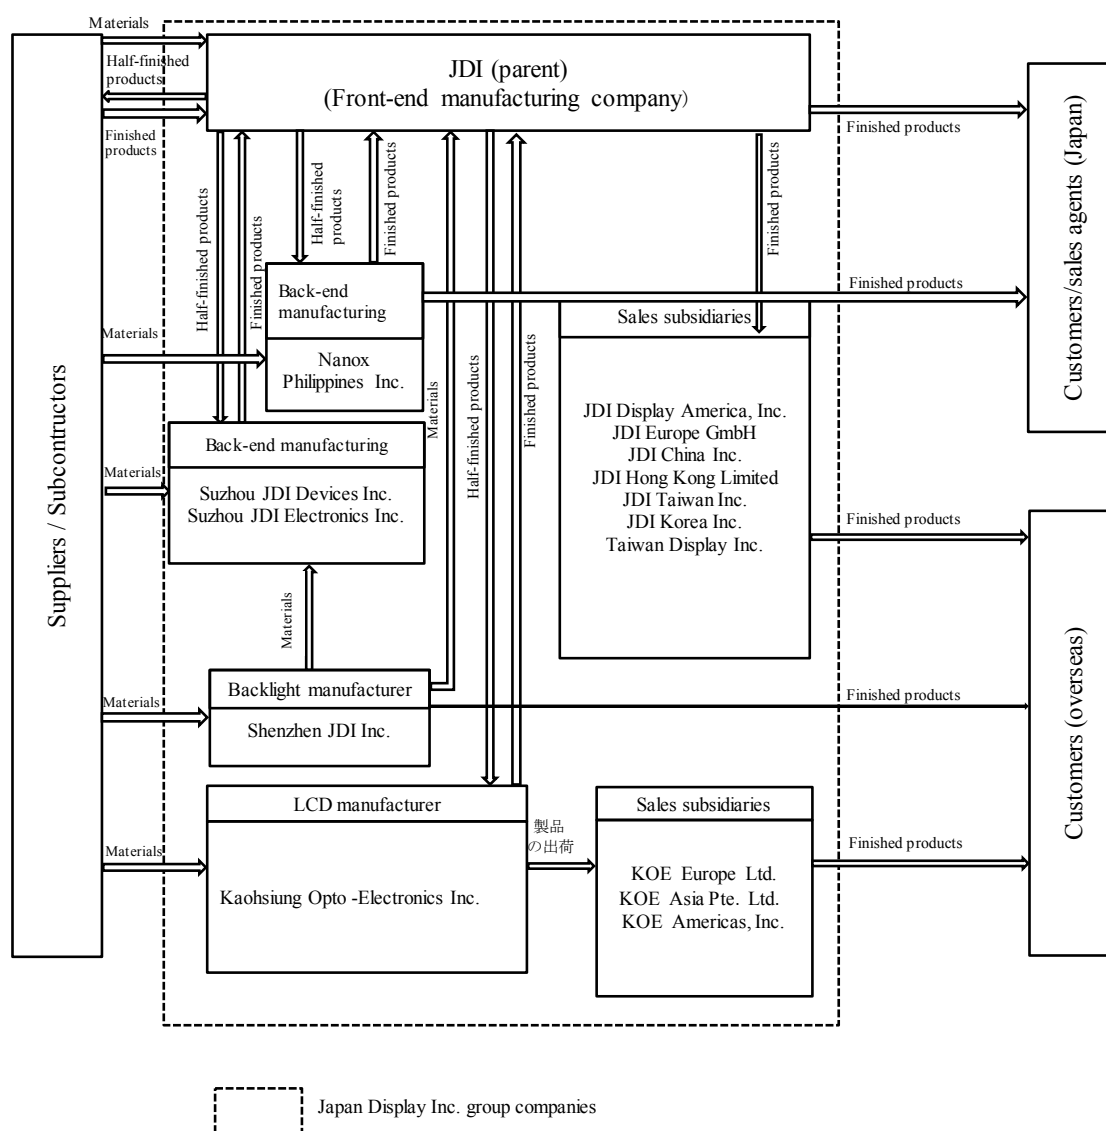 Materials
Half-finished
products
Finished
products
JDI (parent)
(Front-end manufacturing company)
Finished products
Customers/sales agents (Japan)
Half-finished products
Finished products
Half-finished
products
Finished products
Materials
Half-finished products
Finished products
Finished products
Back-end
manufacturing
Nanox
Philippines Inc.
Finished products
Materials
Suppliers / Subcontructors
Sales subsidiaries
JDI Display America, Inc.
JDI Europe GmbH
JDI China Inc.
JDI Hong Kong Limited
JDI Taiwan Inc.
JDI Korea Inc.
Taiwan Display Inc.
Back-end manufacturing
Suzhou JDI Devices Inc.
Suzhou JDI Electronics Inc.
Materials
Finished products
Customers (overseas)
Materials
Backlight manufacturer
Shenzhen JDI Inc.
Materials
Finished products
LCD manufacturer
Kaohsiung Opto -Electronics Inc.
Materials
製品
の出荷
Sales subsidiaries
KOE Europe Ltd.
KOE Asia Pte. Ltd.
KOE Americas, Inc.
Finished products
Japan Display Inc. group companies